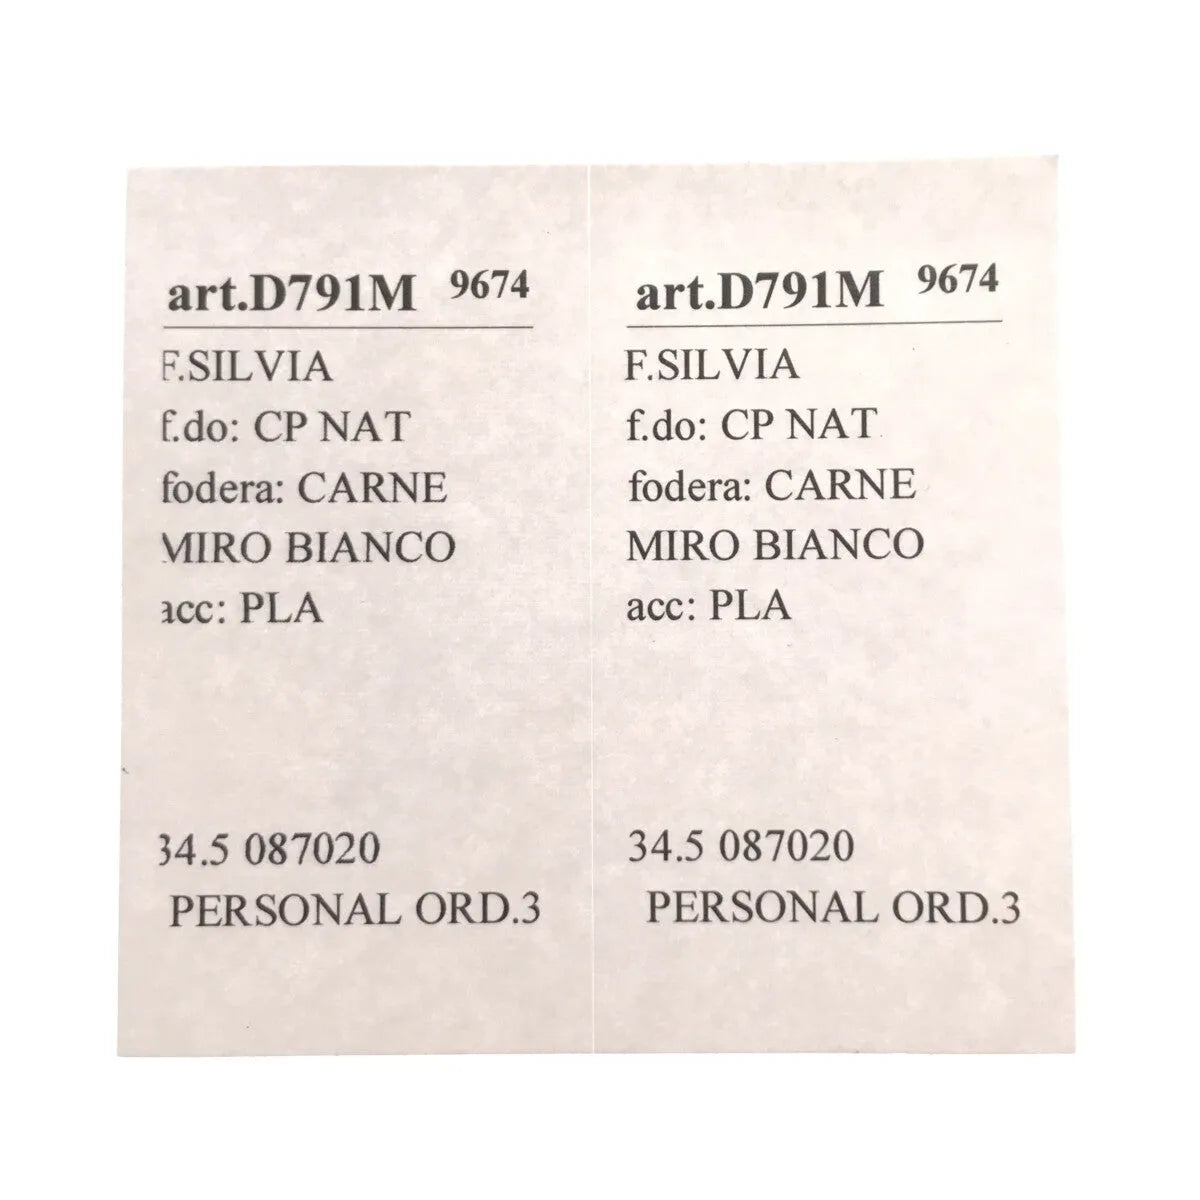 art.D791M 9674
F.SILVIA
f.do: CP NAT
fodera: CARNE
MIRO BIANCO
acc: PLA
34.5 087020
PERSONAL ORD.3
art.D791M 9674
F.SILVIA
f.do: CP NAT
fodera: CARNE
MIRO BIANCO
acc: PLA
34.5 087020
PERSONAL ORD.3